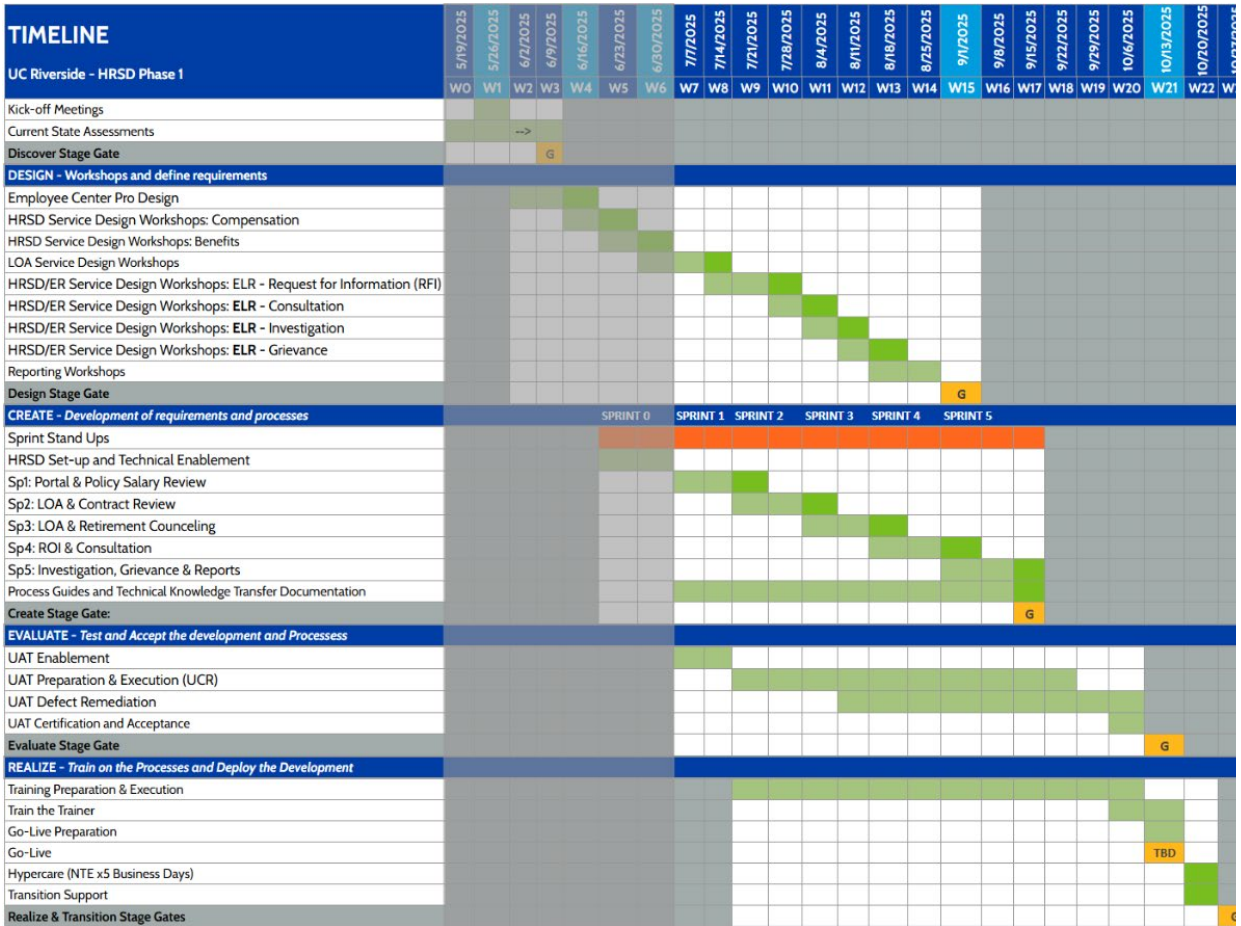 TIMELINE
UC Riverside - HRSD Phase 1
5/19/2025 5/26/2025 6/2/2025 6/9/2025 6/16/2025 6/23/2025 6/30/2025 7/7/2025 7/14/2025 7/21/2025 7/28/2025 8/4/2025 8/11/2025 8/18/2025 8/25/2025 9/1/2025 9/8/2025 9/15/2025 9/22/2025 9/29/2025 10/6/2025 10/13/2025 10/20/2025 10/27/2025
W0 W1 W2 W3 W4 W5 W6 W7 W8 W9 W10 W11 W12 W13 W14 W15 W16 W17 W18 W19 W20 W21 W22
Kick-off Meetings
Current State Assessments -->
Discover Stage Gate G
DESIGN - Workshops and define requirements
Employee Center Pro Design
HRSD Service Design Workshops: Compensation
HRSD Service Design Workshops: Benefits
LOA Service Design Workshops
HRSD/ER Service Design Workshops: ELR - Request for Information (RFI)
HRSD/ER Service Design Workshops: ELR - Consultation
HRSD/ER Service Design Workshops: ELR - Investigation
HRSD/ER Service Design Workshops: ELR - Grievance
Reporting Workshops
Design Stage Gate G
CREATE - Development of requirements and processes SPRINT 0 SPRINT 1 SPRINT 2 SPRINT 3 SPRINT 4 SPRINT 5
Sprint Stand Ups
HRSD Set-up and Technical Enablement
Sp1: Portal & Policy Salary Review
Sp2: LOA & Contract Review
Sp3: LOA & Retirement Counceling
Sp4: ROI & Consultation
Sp5: Investigation, Grievance & Reports
Process Guides and Technical Knowledge Transfer Documentation
Create Stage Gate: G
EVALUATE - Test and Accept the development and Processess
UAT Enablement
UAT Preparation & Execution (UCR)
UAT Defect Remediation
UAT Certification and Acceptance
Evaluate Stage Gate G
REALIZE - Train on the Processes and Deploy the Development
Training Preparation & Execution
Train the Trainer
Go-Live Preparation
Go-Live TBD
Hypercare (NTE x5 Business Days)
Transition Support
Realize & Transition Stage Gates G